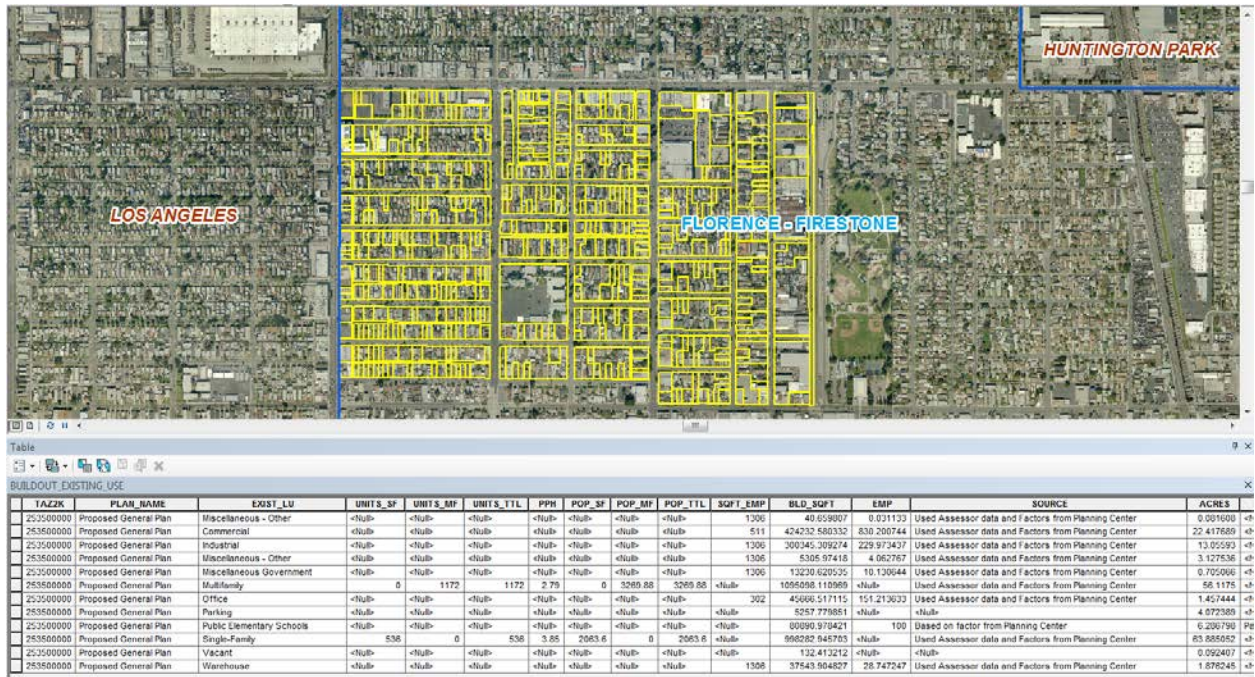 HUNTINGTON PARK
LOS ANGELES
FLORENCE - FIRESTONE
Table
BUILDOUT_EXISTING_USE
TAZ2K PLAN_NAME EXIST_LU UNITS_SF UNITS_MF UNITS_TTL PPH POP_SF POP_MF POP_TTL SQFT_EMP BLD_SQFT EMP SOURCE ACRES
253500000 Proposed General Plan Miscellaneous - Other <Null> <Null> <Null> <Null> <Null> <Null> <Null> 1306 40.659807 0.031133 Used Assessor data and Factors from Planning Center 0.081608
253500000 Proposed General Plan Commercial <Null> <Null> <Null> <Null> <Null> <Null> <Null> 511 424232.580332 830.200744 Used Assessor data and Factors from Planning Center 22.417689
253500000 Proposed General Plan Industrial <Null> <Null> <Null> <Null> <Null> <Null> <Null> 1306 300345.309274 229.973437 Used Assessor data and Factors from Planning Center 13.05593
253500000 Proposed General Plan Miscellaneous - Other <Null> <Null> <Null> <Null> <Null> <Null> <Null> 1306 5305.97418 4.062767 Used Assessor data and Factors from Planning Center 3.127536
253500000 Proposed General Plan Miscellaneous Government <Null> <Null> <Null> <Null> <Null> <Null> <Null> 1306 13230.620535 10.130644 Used Assessor data and Factors from Planning Center 0.705066
253500000 Proposed General Plan Multifamily 0 1172 1172 2.79 0 3269.88 3269.88 <Null> 1095098.110969 <Null> Used Assessor data and Factors from Planning Center 56.1175
253500000 Proposed General Plan Office <Null> <Null> <Null> <Null> <Null> <Null> <Null> 302 45666.517115 151.213633 Used Assessor data and Factors from Planning Center 1.457444
253500000 Proposed General Plan Parking <Null> <Null> <Null> <Null> <Null> <Null> <Null> <Null> 5257.779851 <Null> <Null> 4.072389
253500000 Proposed General Plan Public Elementary Schools <Null> <Null> <Null> <Null> <Null> <Null> <Null> <Null> 80890.978421 100 Based on factor from Planning Center 6.286798
253500000 Proposed General Plan Single-Family 536 0 536 3.85 2063.6 0 2063.6 <Null> 998282.945703 <Null> Used Assessor data and Factors from Planning Center 63.885052
253500000 Proposed General Plan Vacant <Null> <Null> <Null> <Null> <Null> <Null> <Null> <Null> 132.413212 <Null> <Null> 0.092407
253500000 Proposed General Plan Warehouse <Null> <Null> <Null> <Null> <Null> <Null> <Null> 1306 37543.904827 28.747247 Used Assessor data and Factors from Planning Center 1.876245